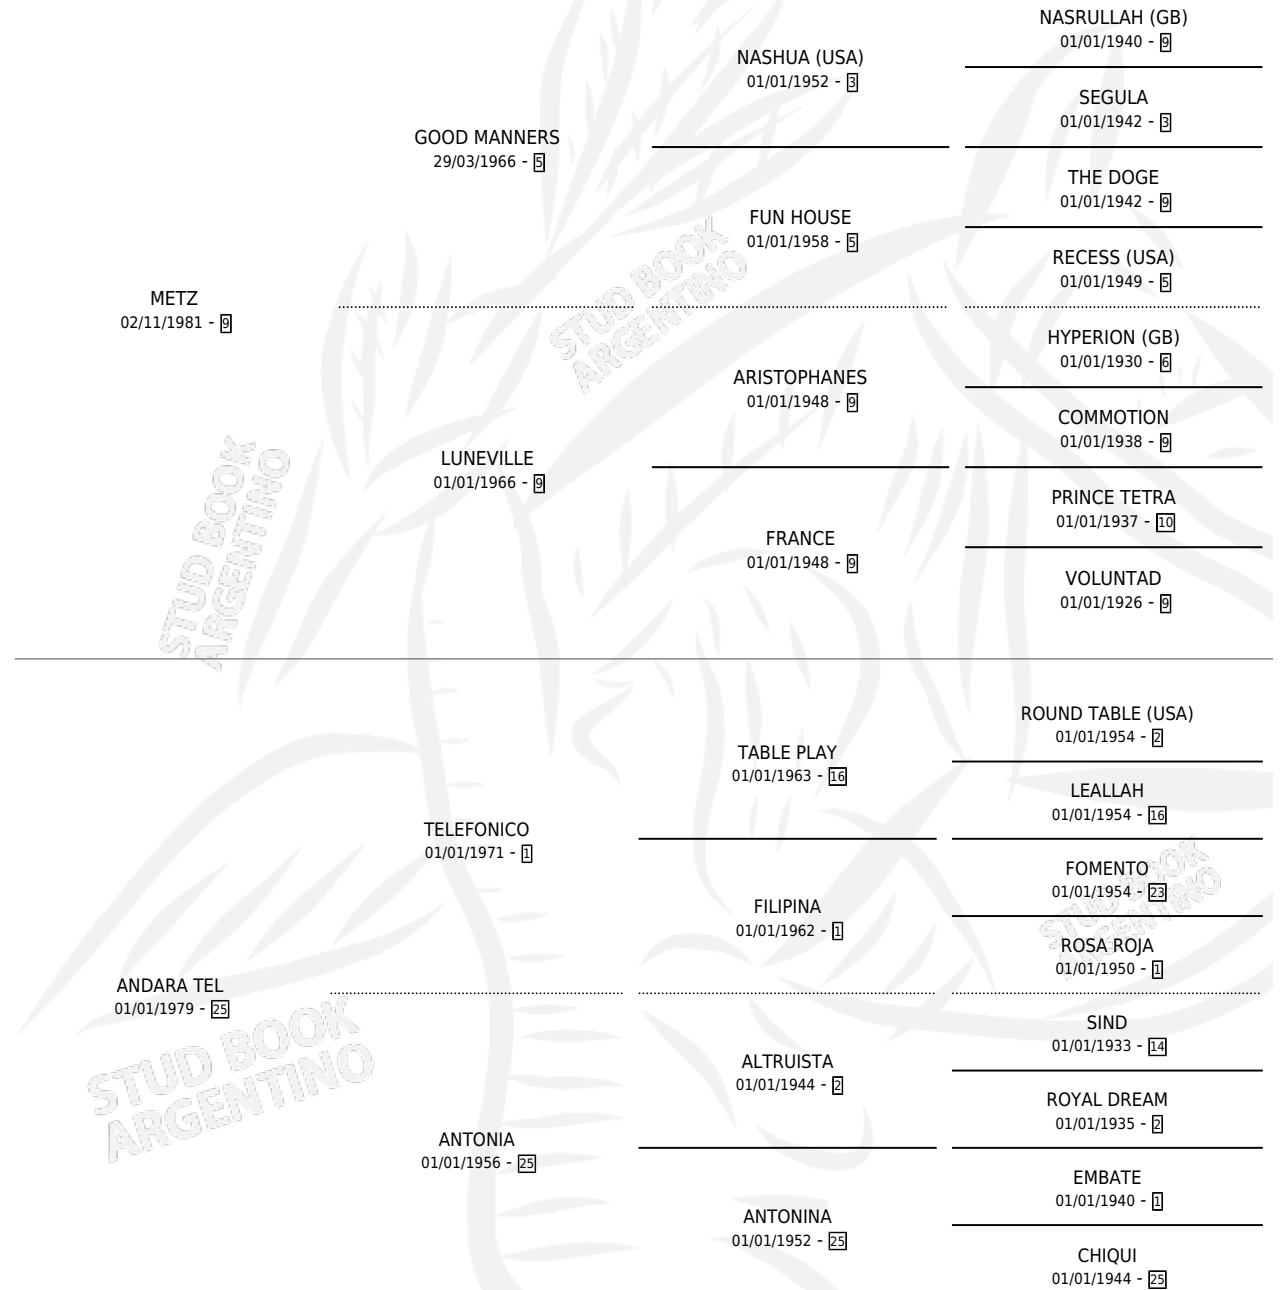 NASRULLAH (GB)
01/01/1940 - 9
NASHUA (USA)
01/01/1952 - 3
SEGULA
01/01/1942 - 3
GOOD MANNERS
29/03/1966 - 5
THE DOGE
01/01/1942 - 9
FUN HOUSE
01/01/1958 - 5
RECESS (USA)
01/01/1949 - 5
METZ
02/11/1981 - 9
HYPERION (GB)
01/01/1930 - 6
ARISTOPHANES
01/01/1948 - 9
COMMOTION
01/01/1938 - 9
LUNEVILLE
01/01/1966 - 9
PRINCE TETRA
01/01/1937 - 10
FRANCE
01/01/1948 - 9
VOLUNTAD
01/01/1926 - 9
ROUND TABLE (USA)
01/01/1954 - 2
TABLE PLAY
01/01/1963 - 16
LEALLAH
01/01/1954 - 16
TELEFONICO
01/01/1971 - 1
FOMENTO
01/01/1954 - 23
FILIPINA
01/01/1962 - 1
ROSA ROJA
01/01/1950 - 1
ANDARA TEL
01/01/1979 - 25
SIND
01/01/1933 - 14
ALTRUISTA
01/01/1944 - 2
ROYAL DREAM
01/01/1935 - 2
ANTONIA
01/01/1956 - 25
EMBATE
01/01/1940 - 1
ANTONINA
01/01/1952 - 25
CHIQUI
01/01/1944 - 25
STUD BOOK
ARGENTINO
STUD BOOK
ARGENTINO
STUD BOOK
ARGENTINO
STUD BOOK
ARGENTINO